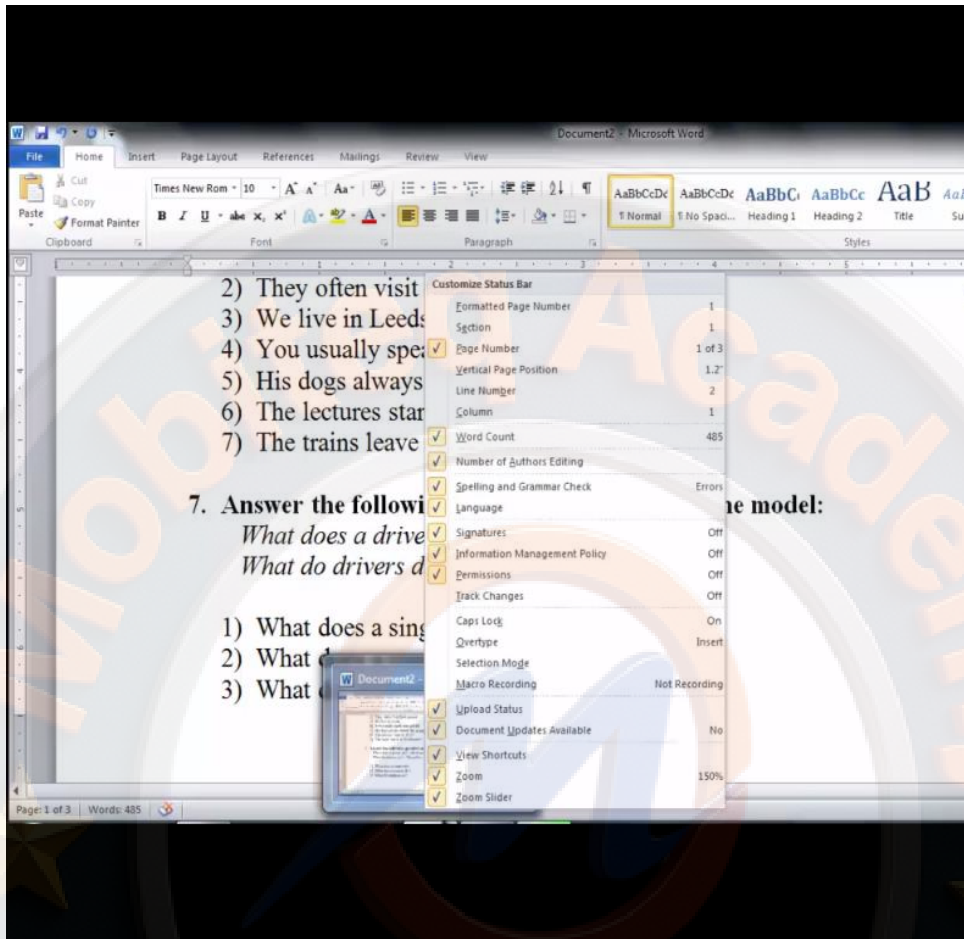 Document2 - Microsoft Word
File Home Insert Page Layout References Mailings Review View
Cut
Copy
Paste
Format Painter
Clipboard
Times New Rom 10
Font
Paragraph
AaBbCcDc AaBbCcDc AaBbC AaBbCc AaB
¶ Normal ¶ No Spaci... Heading 1 Heading 2 Title Su
Styles
2) They often visit
3) We live in Leeds
4) You usually spe
5) His dogs always
6) The lectures star
7) The trains leave
7. Answer the followi he model:
What does a drive
What do drivers d
1) What does a sing
2) What d
3) What
Customize Status Bar
Formatted Page Number 1
Section 1
Page Number 1 of 3
Vertical Page Position 1.2"
Line Number 2
Column 1
Word Count 485
Number of Authors Editing
Spelling and Grammar Check Errors
Language
Signatures Off
Information Management Policy Off
Permissions Off
Track Changes Off
Caps Lock On
Overtype Insert
Selection Mode
Macro Recording Not Recording
Upload Status
Document Updates Available No
View Shortcuts
Zoom 150%
Zoom Slider
Document2 -
Page: 1 of 3 Words: 485